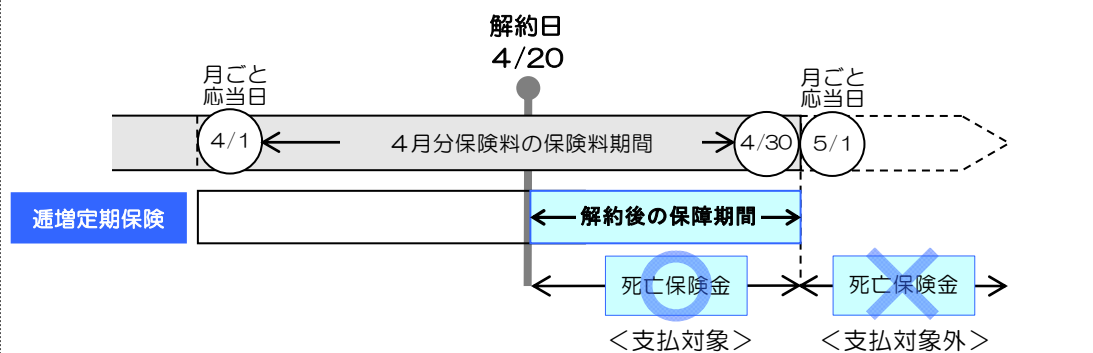 解約日
4/20
月ごと
応当日
月ごと
応当日
4/1
4月分保険料の保険料期間
4/30
5/1
逓増定期保険
解約後の保障期間
死亡保険金
死亡保険金
＜支払対象＞
＜支払対象外＞